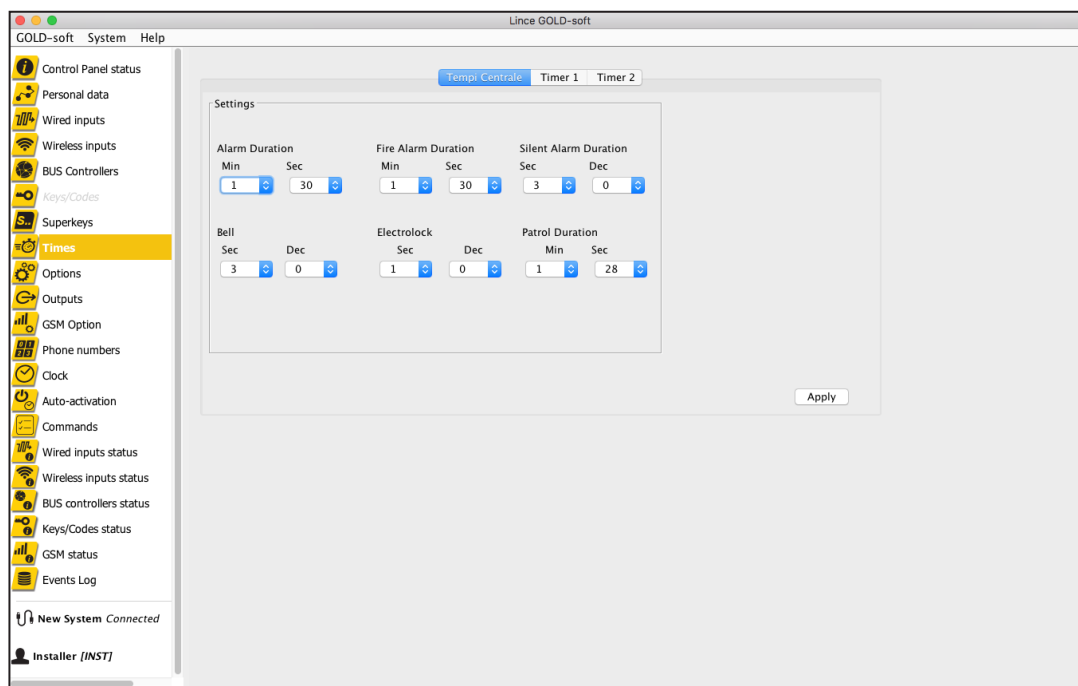 Lince GOLD-soft
GOLD-soft System Help
Control Panel status
Personal data
Wired inputs
Wireless inputs
BUS Controllers
Keys/Codes
S.. Superkeys
Times
Options
Outputs
GSM Option
Phone numbers
Clock
Auto-activation
Commands
Wired inputs status
Wireless inputs status
BUS controllers status
Keys/Codes status
GSM status
Events Log
New System Connected
Installer [INST]
Tempi Centrale Timer 1 Timer 2
Settings
Alarm Duration Fire Alarm Duration Silent Alarm Duration
Min Sec Min Sec Sec Dec
1 30 1 30 3 0
Bell Electrolock Patrol Duration
Sec Dec Sec Dec Min Sec
3 0 1 0 1 28
Apply